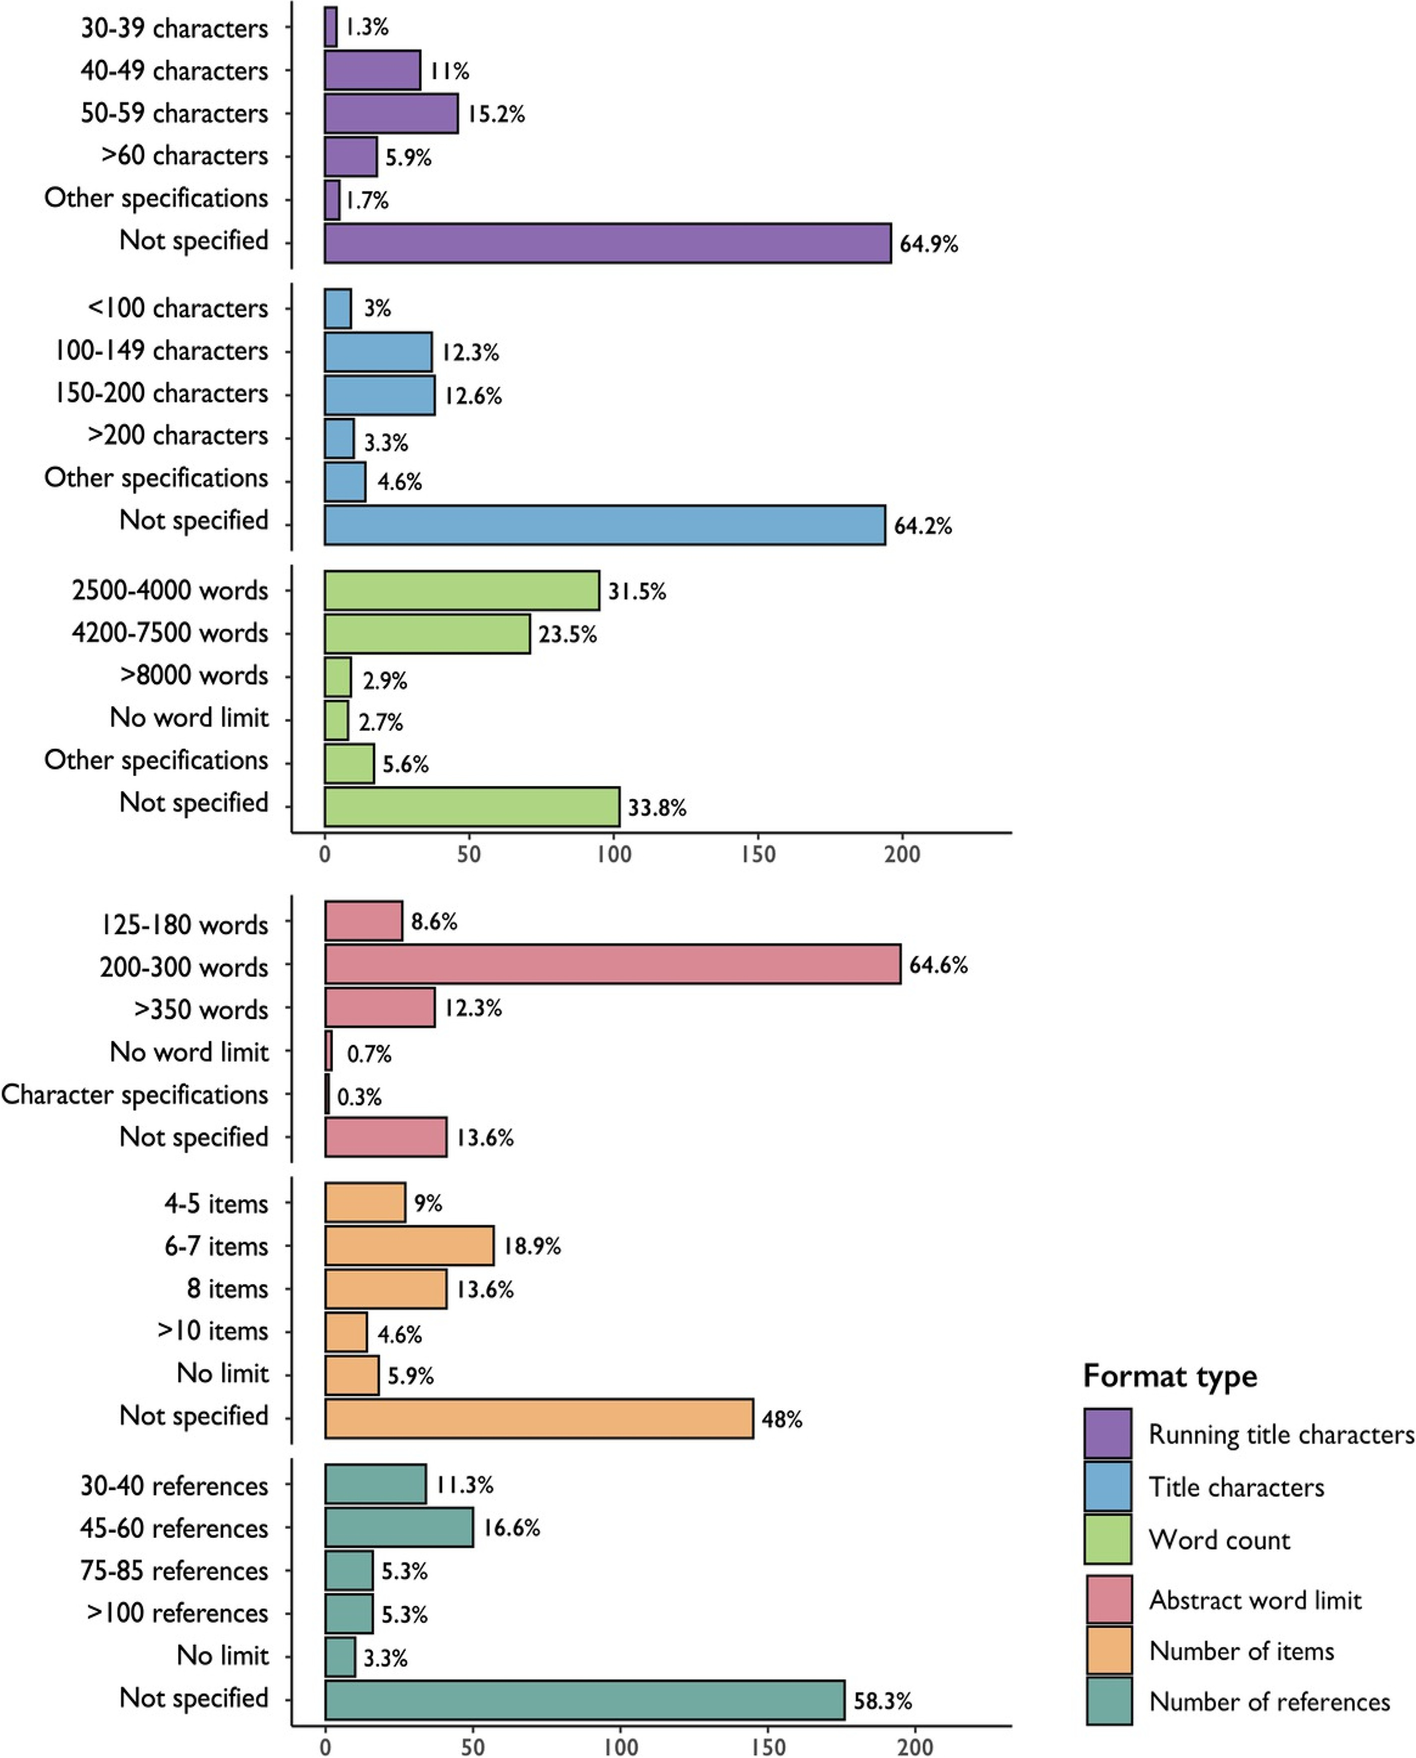 30-39 characters 1.3%
40-49 characters 11%
50-59 characters 15.2%
>60 characters 5.9%
Other specifications 1.7%
Not specified 64.9%
<100 characters 3%
100-149 characters 12.3%
150-200 characters 12.6%
>200 characters 3.3%
Other specifications 4.6%
Not specified 64.2%
2500-4000 words 31.5%
4200-7500 words 23.5%
>8000 words 2.9%
No word limit 2.7%
Other specifications 5.6%
Not specified 33.8%
0 50 100 150 200
125-180 words 8.6%
200-300 words 64.6%
>350 words 12.3%
No word limit 0.7%
Character specifications 0.3%
Not specified 13.6%
4-5 items 9%
6-7 items 18.9%
8 items 13.6%
>10 items 4.6%
No limit 5.9%
Not specified 48%
30-40 references 11.3%
45-60 references 16.6%
75-85 references 5.3%
>100 references 5.3%
No limit 3.3%
Not specified 58.3%
0 50 100 150 200
Format type
Running title characters
Title characters
Word count
Abstract word limit
Number of items
Number of references